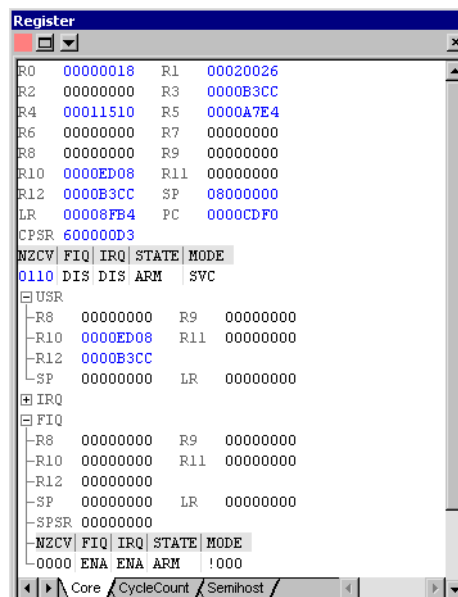 Register
R0 00000018 R1 00020026
R2 00000000 R3 0000B3CC
R4 00011510 R5 0000A7E4
R6 00000000 R7 00000000
R8 00000000 R9 00000000
R10 0000ED08 R11 00000000
R12 0000B3CC SP 08000000
LR 00008FB4 PC 0000CDF0
CPSR 600000D3
NZCV FIQ IRQ STATE MODE
0110 DIS DIS ARM SVC
USR
R8 00000000 R9 00000000
R10 0000ED08 R11 00000000
R12 0000B3CC
SP 00000000 LR 00000000
IRQ
FIQ
R8 00000000 R9 00000000
R10 00000000 R11 00000000
R12 00000000
SP 00000000 LR 00000000
SPSR 00000000
NZCV FIQ IRQ STATE MODE
0000 ENA ENA ARM !000
Core CycleCount Semihost